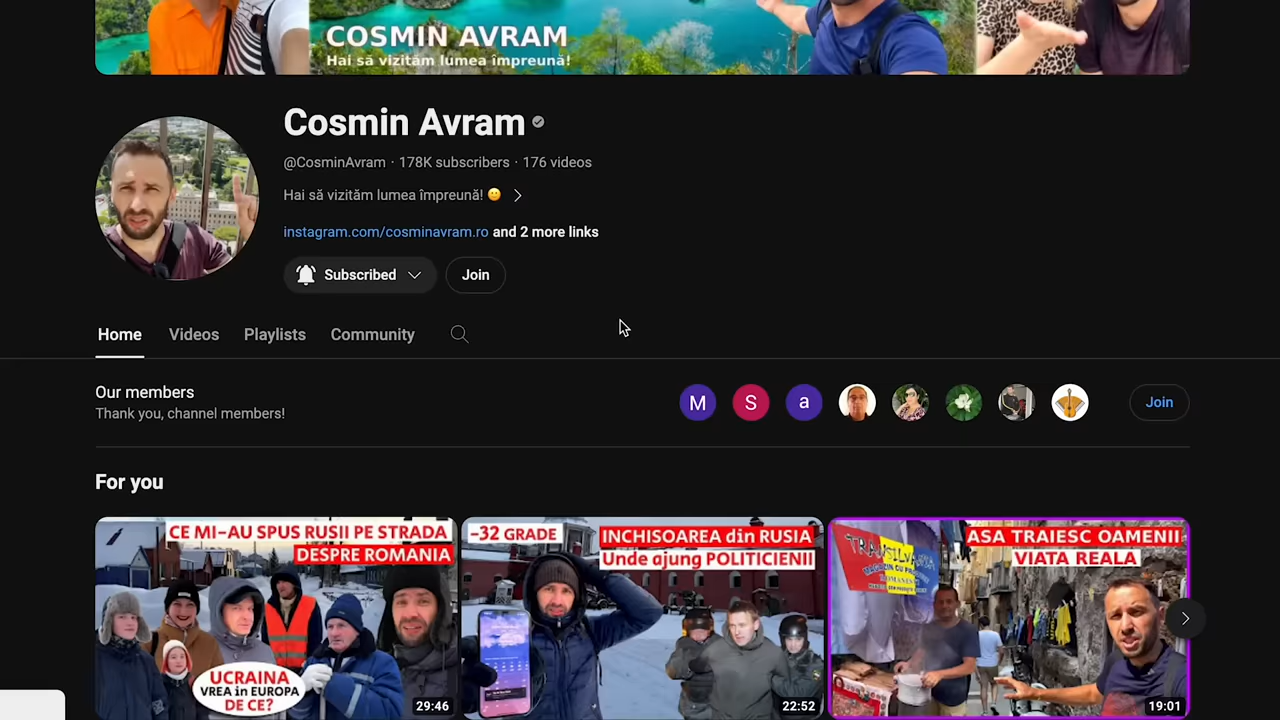 COSMIN AVRAM
Hai să vizităm lumea împreună!
Cosmin Avram
@CosminAvram · 178K subscribers · 176 videos
Hai să vizităm lumea împreună! 🙂
instagram.com/cosminavram.ro and 2 more links
Subscribed
Join
Home Videos Playlists Community
Our members
Thank you, channel members!
M S a
Join
For you
CE MI-AU SPUS RUSII PE STRADA
DESPRE ROMANIA
UCRAINA
VREA in EUROPA
DE CE?
29:46
-32 GRADE
INCHISOAREA din RUSIA
Unde ajung POLITICIENII
22:52
ASA TRAIESC OAMENII
VIATA REALA
TRANSILVANIA
19:01